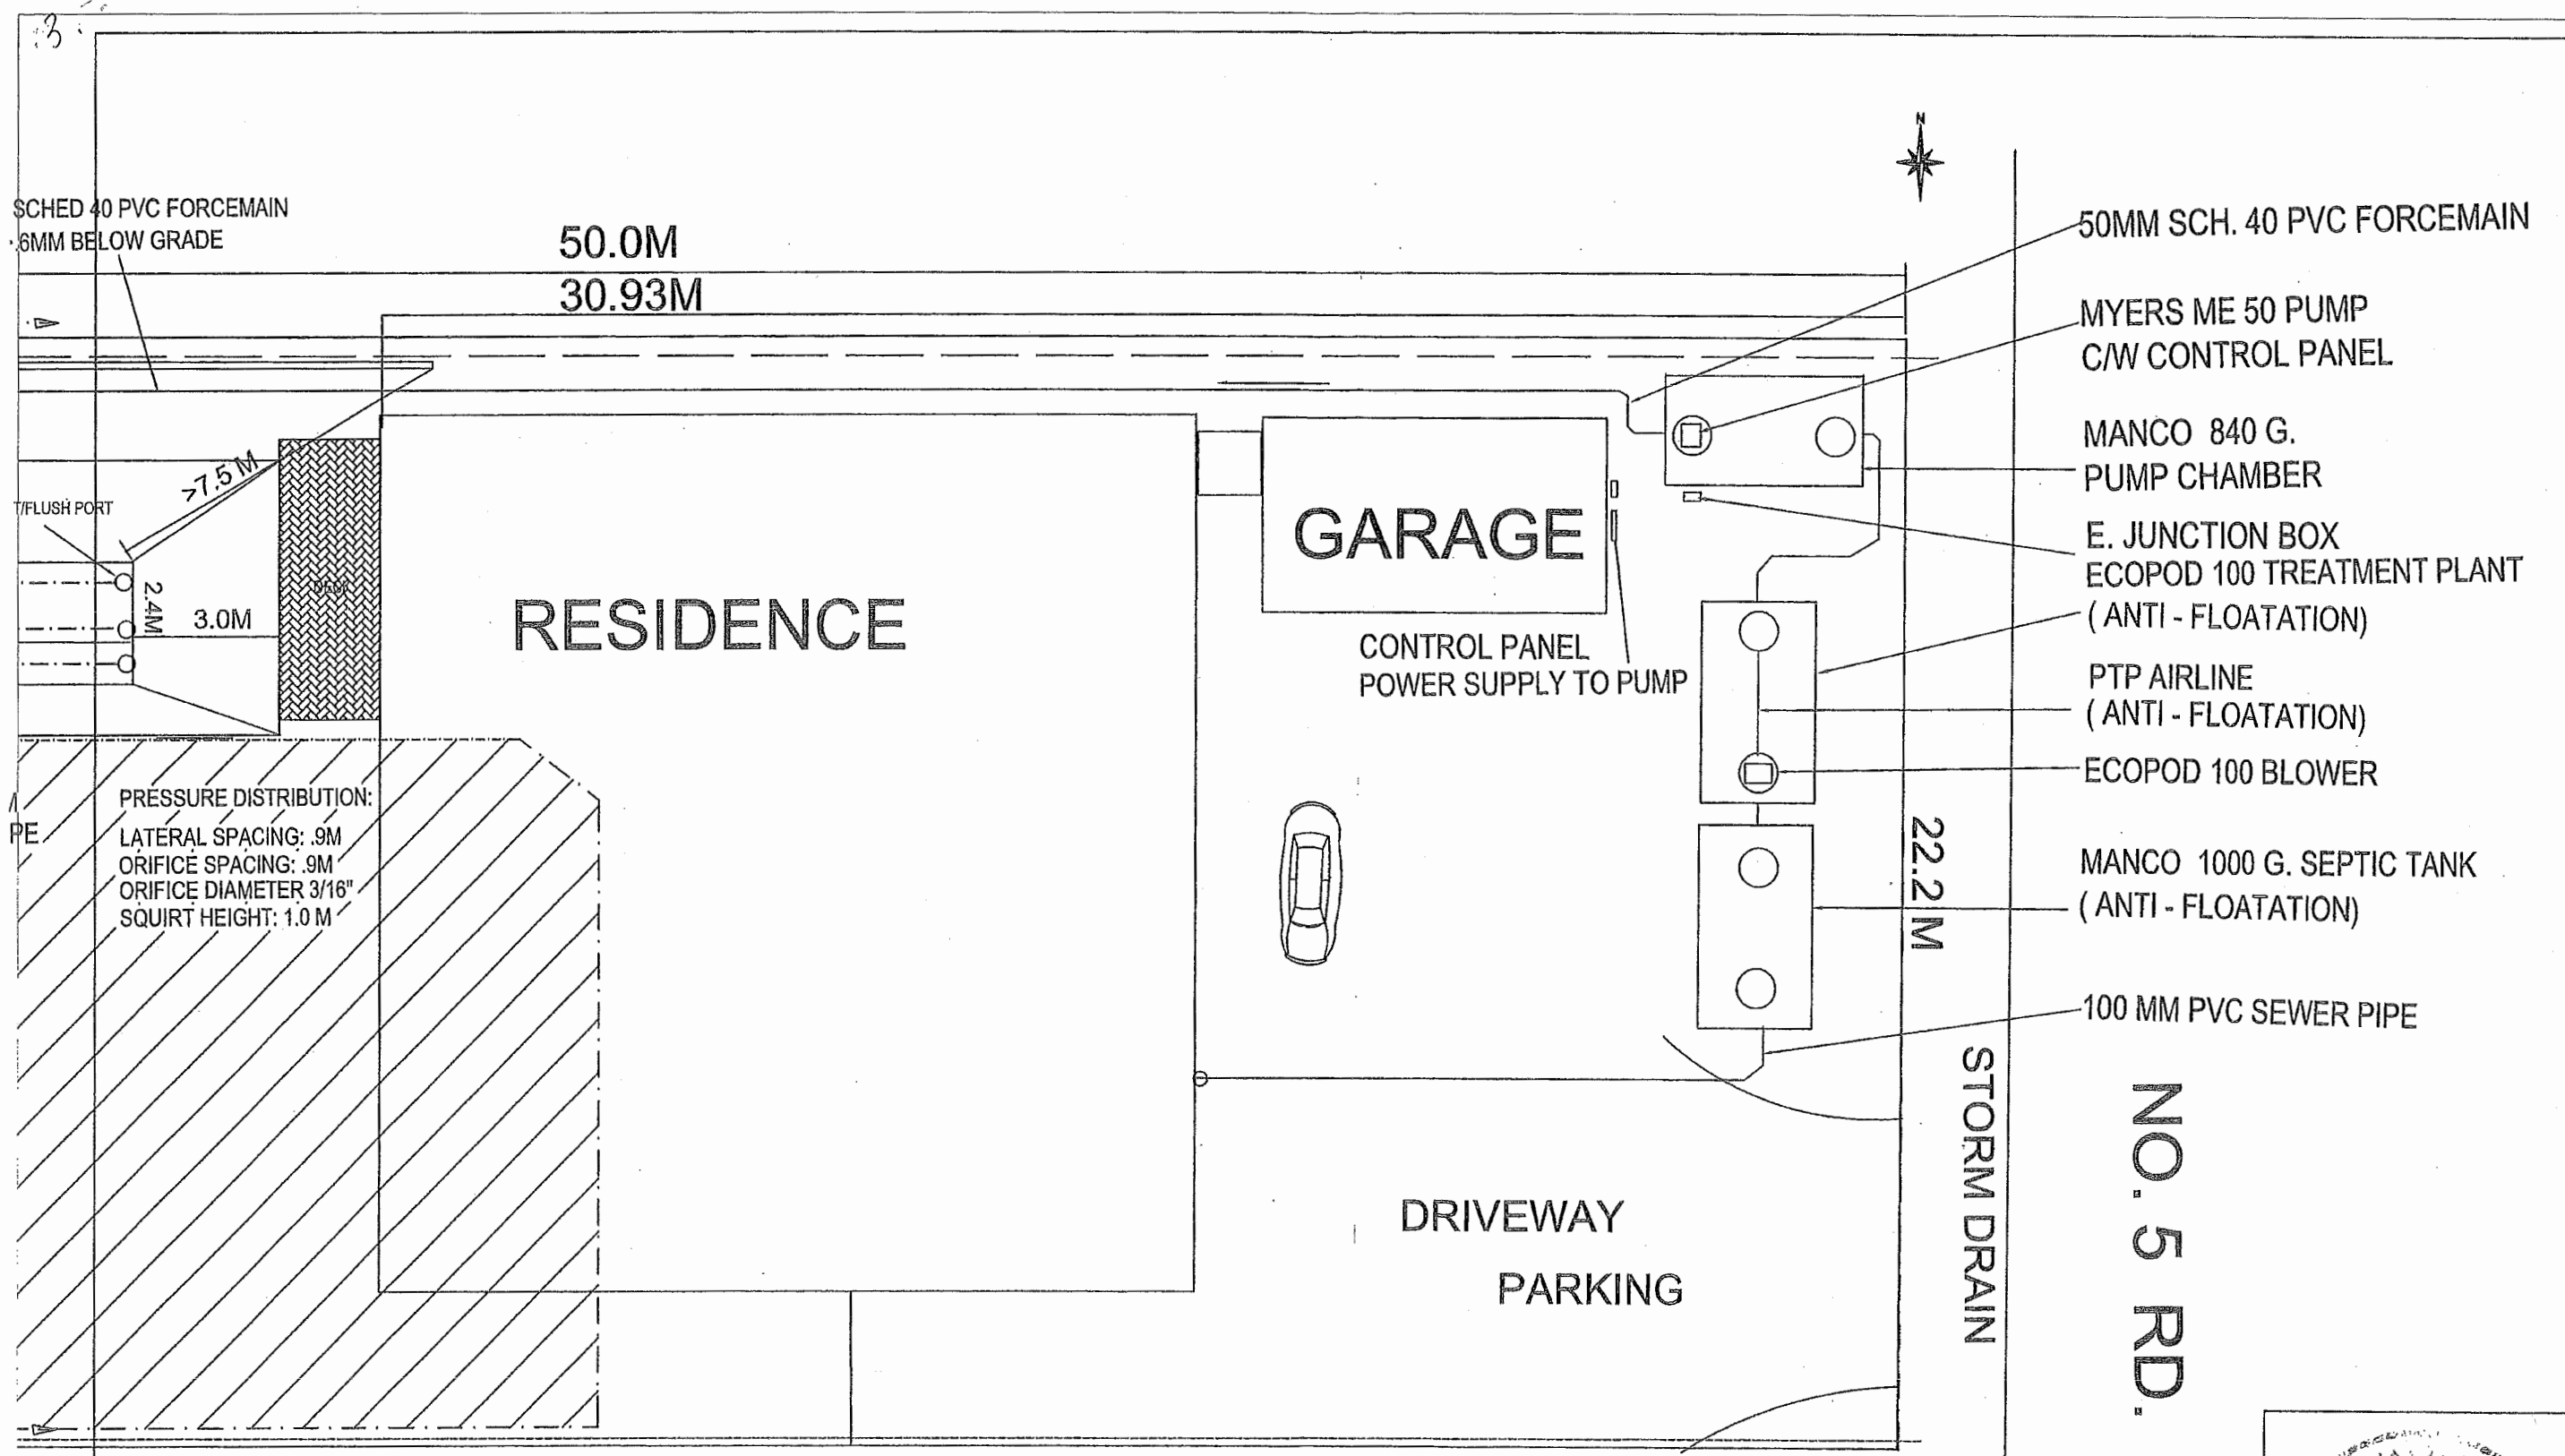 3
N
SCHED 40 PVC FORCEMAIN
.6MM BELOW GRADE
50.0M
30.93M
50MM SCH. 40 PVC FORCEMAIN
MYERS ME 50 PUMP
C/W CONTROL PANEL
MANCO 840 G.
PUMP CHAMBER
E. JUNCTION BOX
ECOPOD 100 TREATMENT PLANT
( ANTI - FLOATATION)
PTP AIRLINE
( ANTI - FLOATATION)
ECOPOD 100 BLOWER
MANCO 1000 G. SEPTIC TANK
( ANTI - FLOATATION)
100 MM PVC SEWER PIPE
>7.5 M
T/FLUSH PORT
2.4M
3.0M
DECK
RESIDENCE
GARAGE
CONTROL PANEL
POWER SUPPLY TO PUMP
PE
PRESSURE DISTRIBUTION:
LATERAL SPACING: .9M
ORIFICE SPACING: .9M
ORIFICE DIAMETER 3/16"
SQUIRT HEIGHT: 1.0 M
22.2 M
STORM DRAIN
NO. 5 RD.
DRIVEWAY
PARKING